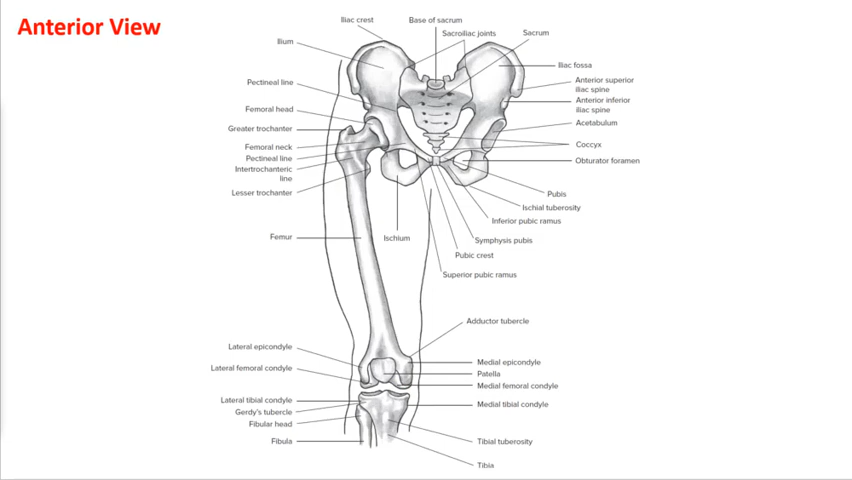 Anterior View
Iliac crest
Base of sacrum
Sacroiliac joints
Sacrum
Ilium
Pectineal line
Femoral head
Greater trochanter
Femoral neck
Pectineal line
Intertrochanteric
line
Lesser trochanter
Femur
Iliac fossa
Anterior superior
iliac spine
Anterior inferior
iliac spine
Acetabulum
Coccyx
Obturator foramen
Pubis
Ischial tuberosity
Inferior pubic ramus
Symphysis pubis
Pubic crest
Superior pubic ramus
Ischium
Adductor tubercle
Lateral epicondyle
Lateral femoral condyle
Lateral tibial condyle
Gerdy's tubercle
Fibular head
Fibula
Medial epicondyle
Patella
Medial femoral condyle
Medial tibial condyle
Tibial tuberosity
Tibia